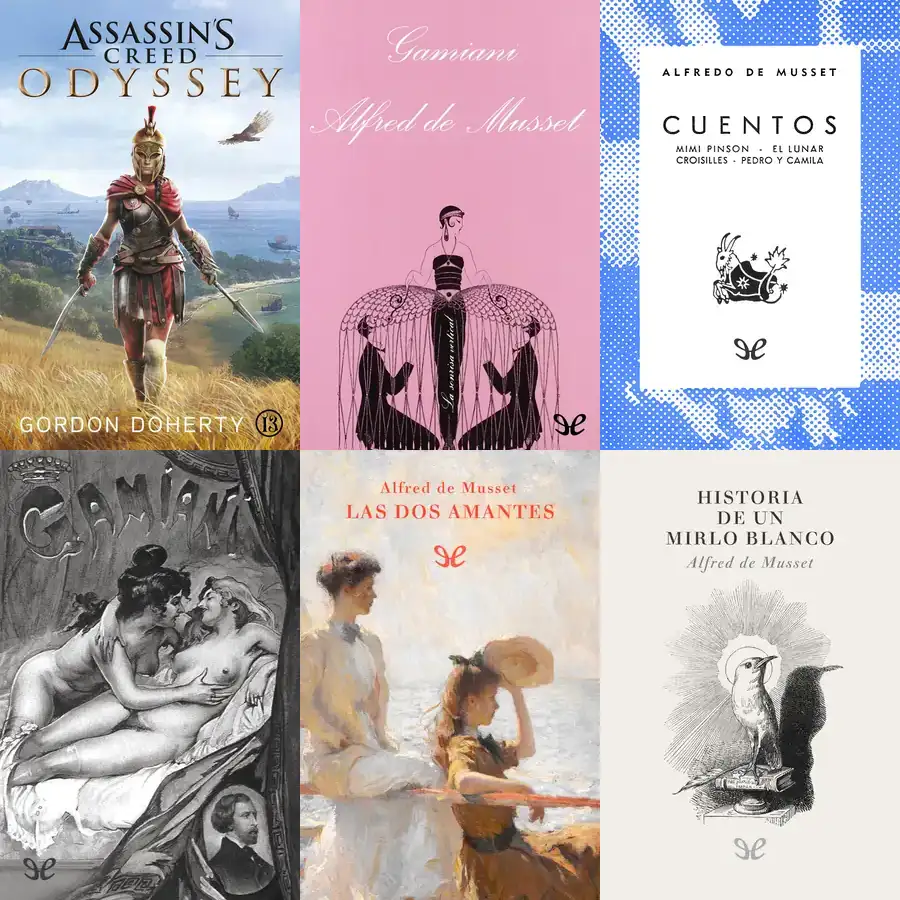 ASSASSIN'S
CREED
ODYSSEY
GORDON DOHERTY 13
Gamiani
Alfred de Musset
La sonrisa vertical
ALFREDO DE MUSSET
CUENTOS
MIMI PINSON - EL LUNAR
CROISILLES - PEDRO Y CAMILA
GAMIANI
Alfred de Musset
LAS DOS AMANTES
HISTORIA
DE UN
MIRLO BLANCO
Alfred de Musset